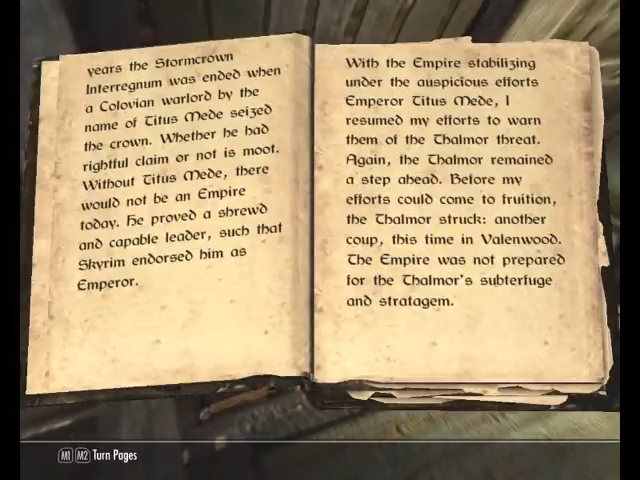 years the Stormcrown
Interregnum was ended when
a Colovian warlord by the
name of Titus Mede seized
the crown. Whether he had
rightful claim or not is moot.
Without Titus Mede, there
would not be an Empire
today. He proved a shrewd
and capable leader, such that
Skyrim endorsed him as
Emperor.
With the Empire stabilizing
under the auspicious efforts
Emperor Titus Mede, I
resumed my efforts to warn
them of the Thalmor threat.
Again, the Thalmor remained
a step ahead. Before my
efforts could come to fruition,
the Thalmor struck: another
coup, this time in Valenwood.
The Empire was not prepared
for the Thalmor's subterfuge
and stratagem.
M1 M2 Turn Pages